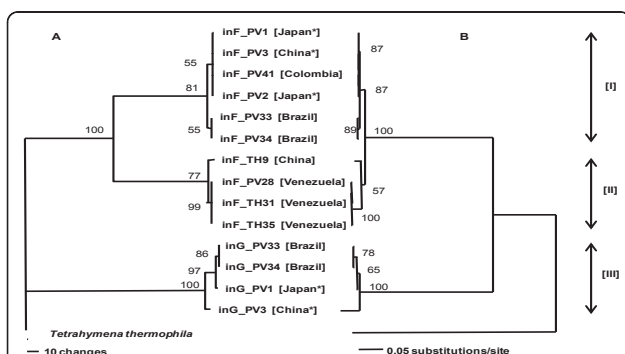 A
B
inF_PV1 [Japan*]
inF_PV3 [China*]
inF_PV41 [Colombia]
inF_PV2 [Japan*]
inF_PV33 [Brazil]
inF_PV34 [Brazil]
inF_TH9 [China]
inF_PV28 [Venezuela]
inF_TH31 [Venezuela]
inF_TH35 [Venezuela]
inG_PV33 [Brazil]
inG_PV34 [Brazil]
inG_PV1 [Japan*]
inG_PV3 [China*]
Tetrahymena thermophila
55
81
55
100
77
99
86
97
100
87
87
89
100
57
100
78
65
100
[I]
[II]
[III]
10 changes
0.05 substitutions/site